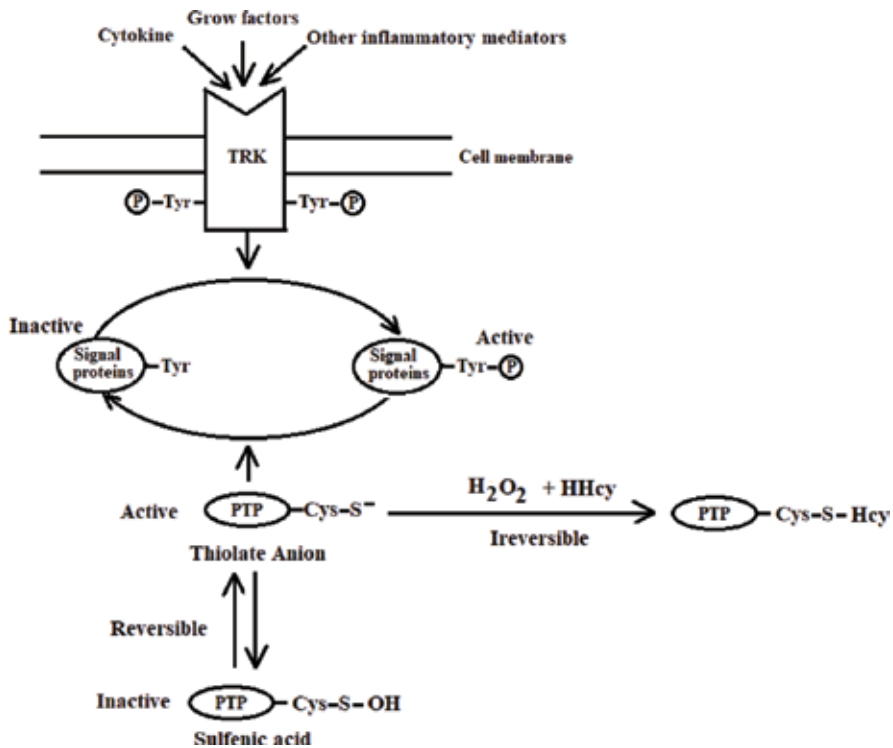 Grow factors
Cytokine
Other inflammatory mediators
TRK
Cell membrane
P-Tyr
Tyr-P
Inactive
Active
Signal
proteins
-Tyr
Signal
proteins
-Tyr-P
H2O2 + HHcy
Active
PTP
-Cys-S⁻
PTP
-Cys-S-Hcy
Ireversible
Thiolate Anion
Reversible
Inactive
PTP
-Cys-S-OH
Sulfenic acid